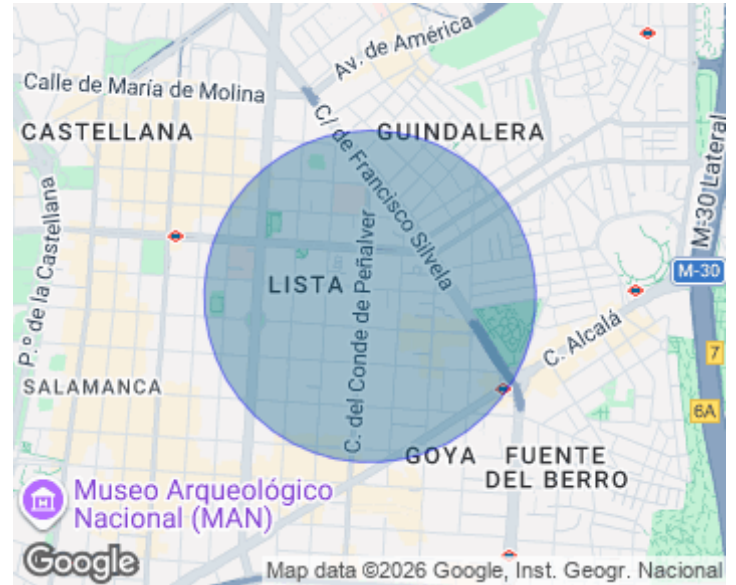 Av. de América
Calle de María de Molina
CASTELLANA
C/ de Francisco Silvela
GUINDALERA
M-30 Lateral
P.º de la Castellana
C. del Conde de Peñalver
LISTA
M-30
C. Alcalá
7
SALAMANCA
6A
GOYA
FUENTE
DEL BERRO
Museo Arqueológico
Nacional (MAN)
Google
Map data ©2026 Google, Inst. Geogr. Nacional